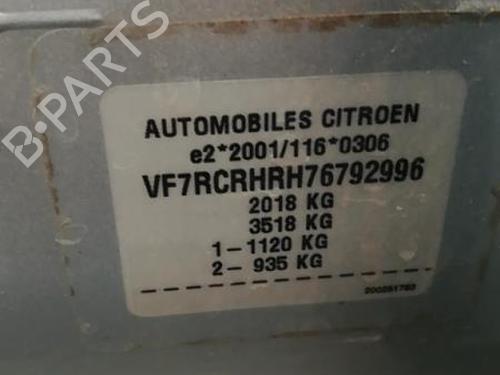 B-PARTS
AUTOMOBILES CITROEN
e2*2001/116*0306
VF7RCRHRH76792996
2018 KG
3518 KG
1-1120 KG
2- 935 KG